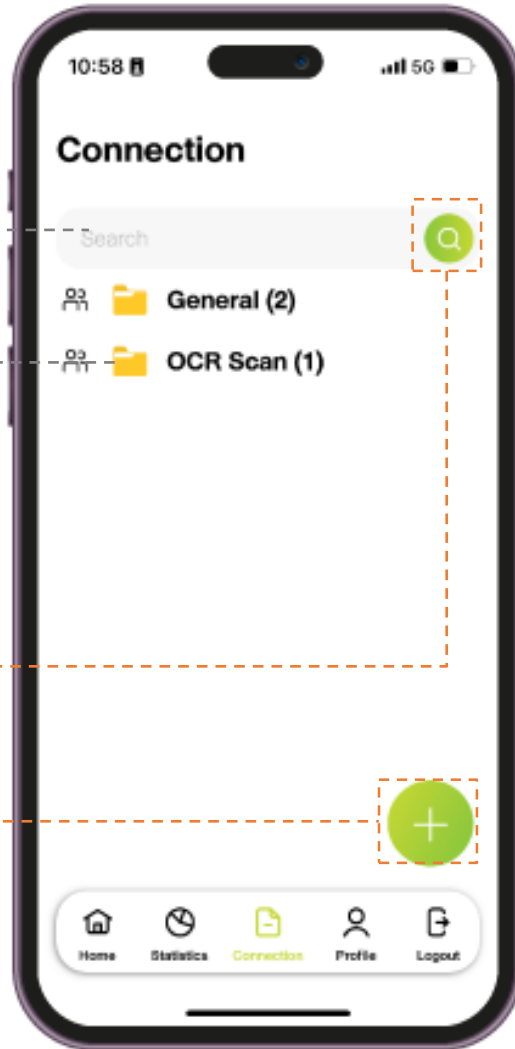 10:58
5G
Connection
Search
General (2)
OCR Scan (1)
Home Statistics Connection Profile Logout